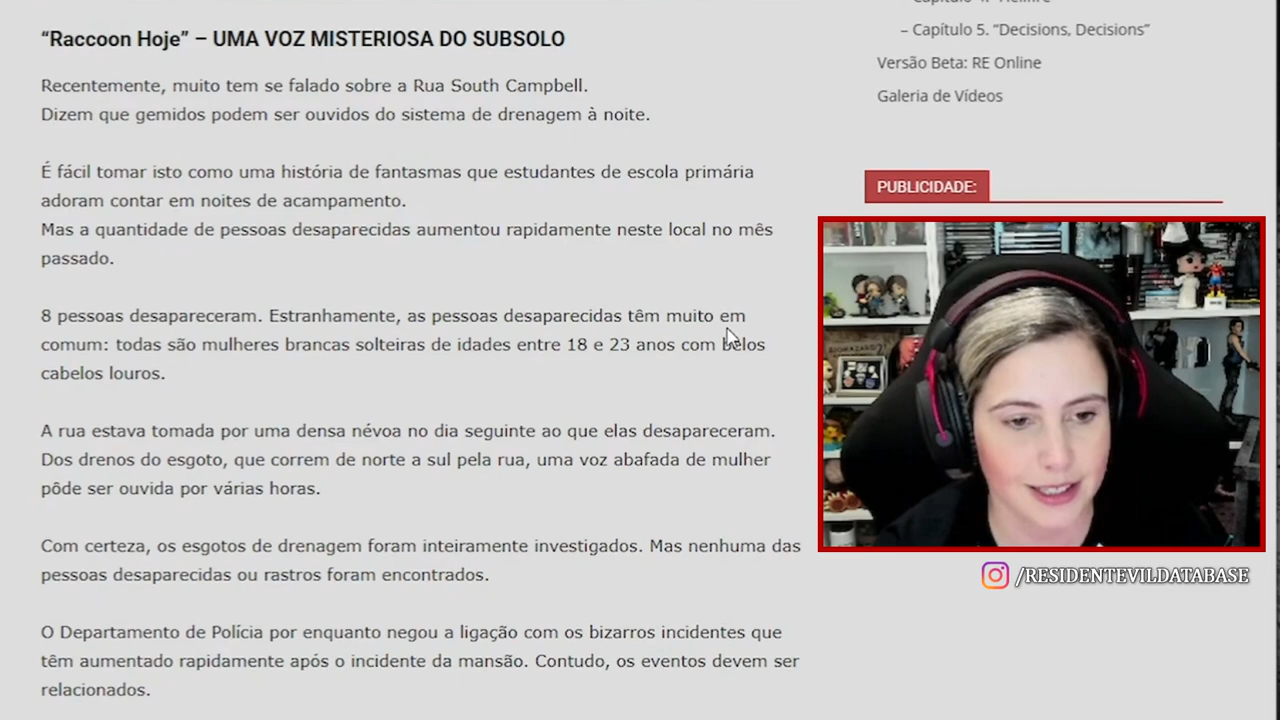 Capítulo 4. "Hellfire"
– Capítulo 5. “Decisions, Decisions”
Versão Beta: RE Online
Galeria de Vídeos
PUBLICIDADE:
“Raccoon Hoje” – UMA VOZ MISTERIOSA DO SUBSOLO
Recentemente, muito tem se falado sobre a Rua South Campbell.
Dizem que gemidos podem ser ouvidos do sistema de drenagem à noite.
É fácil tomar isto como uma história de fantasmas que estudantes de escola primária
adoram contar em noites de acampamento.
Mas a quantidade de pessoas desaparecidas aumentou rapidamente neste local no mês
passado.
8 pessoas desapareceram. Estranhamente, as pessoas desaparecidas têm muito em
comum: todas são mulheres brancas solteiras de idades entre 18 e 23 anos com belos
cabelos louros.
A rua estava tomada por uma densa névoa no dia seguinte ao que elas desapareceram.
Dos drenos do esgoto, que correm de norte a sul pela rua, uma voz abafada de mulher
pôde ser ouvida por várias horas.
Com certeza, os esgotos de drenagem foram inteiramente investigados. Mas nenhuma das
pessoas desaparecidas ou rastros foram encontrados.
O Departamento de Polícia por enquanto negou a ligação com os bizarros incidentes que
têm aumentado rapidamente após o incidente da mansão. Contudo, os eventos devem ser
relacionados.
/RESIDENTEVILDATABASE